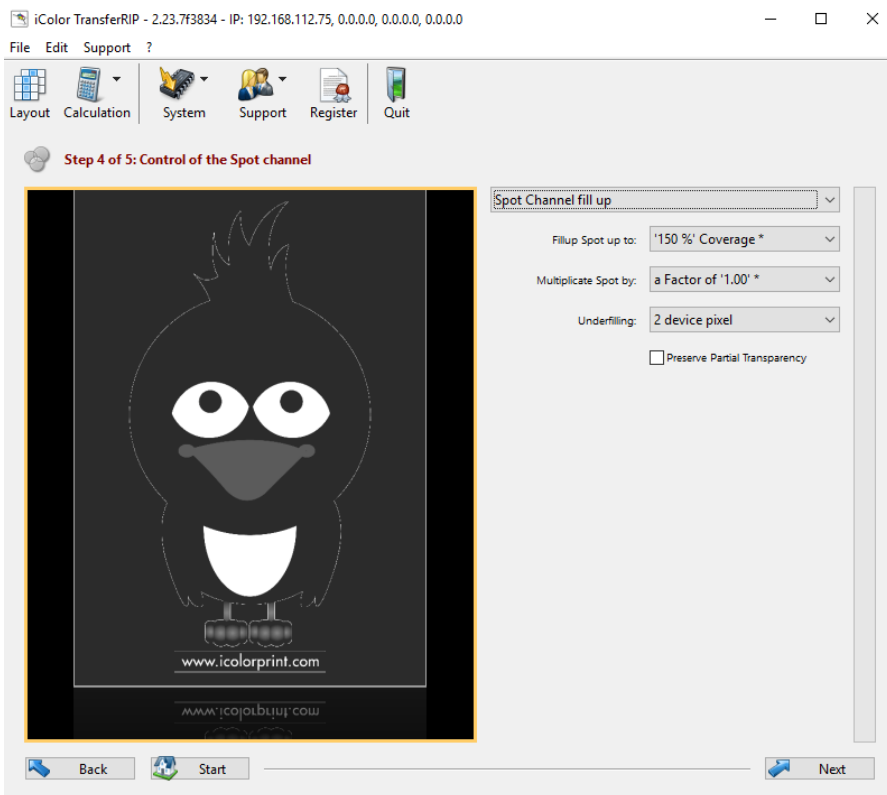 iColor TransferRIP - 2.23.7f3834 - IP: 192.168.112.75, 0.0.0.0, 0.0.0.0, 0.0.0.0
File Edit Support ?
Layout Calculation System Support Register Quit
Step 4 of 5: Control of the Spot channel
Spot Channel fill up
Fillup Spot up to: '150 %' Coverage *
Multiplicate Spot by: a Factor of '1.00' *
Underfilling: 2 device pixel
Preserve Partial Transparency
www.icolorprint.com
www.icolorprint.com
Back Start Next